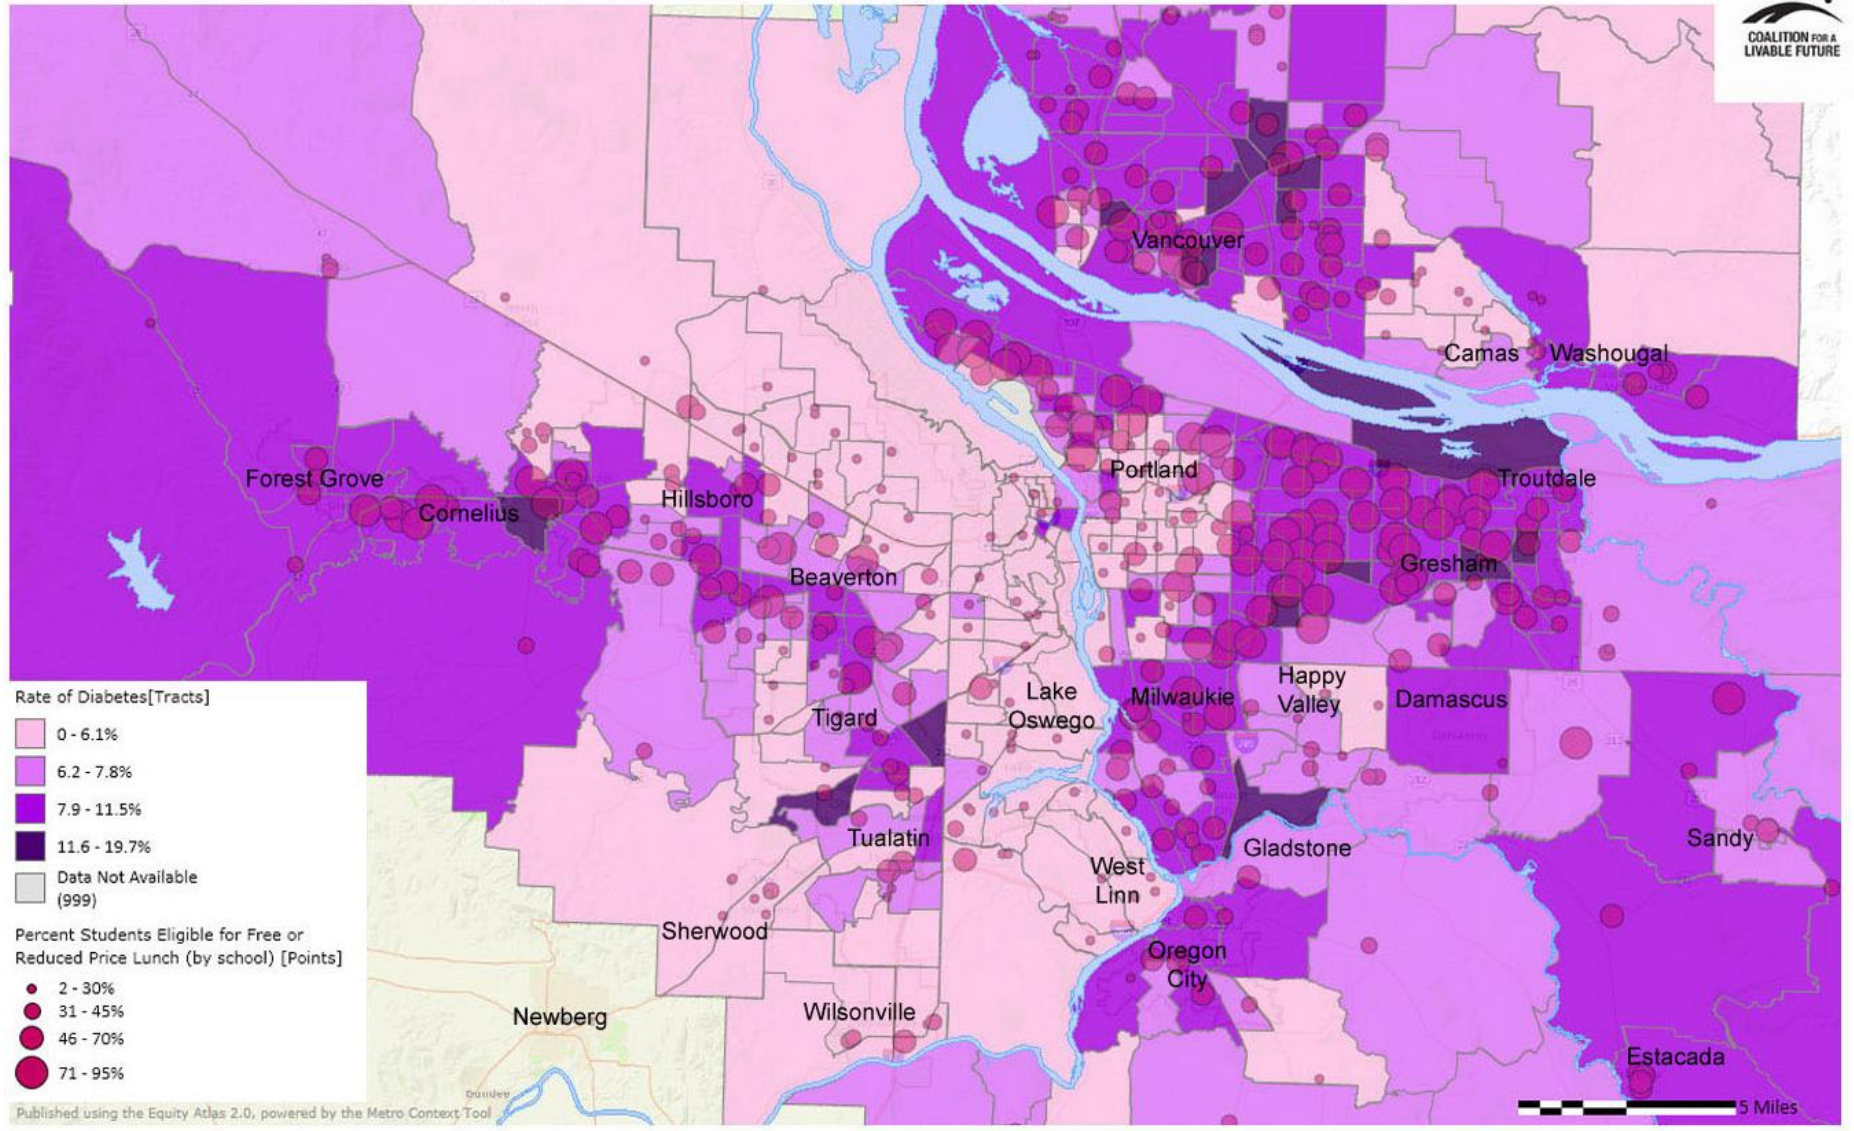 COALITION FOR A
LIVABLE FUTURE
Vancouver
Camas
Washougal
Portland
Troutdale
Forest Grove
Hillsboro
Cornelius
Gresham
Beaverton
Happy
Valley
Lake
Oswego
Milwaukie
Damascus
Tigard
Tualatin
Gladstone
Sandy
West
Linn
Sherwood
Oregon
City
Wilsonville
Newberg
Estacada
Dundee
Rate of Diabetes[Tracts]
0 - 6.1%
6.2 - 7.8%
7.9 - 11.5%
11.6 - 19.7%
Data Not Available
(999)
Percent Students Eligible for Free or
Reduced Price Lunch (by school) [Points]
2 - 30%
31 - 45%
46 - 70%
71 - 95%
Published using the Equity Atlas 2.0, powered by the Metro Context Tool
5 Miles